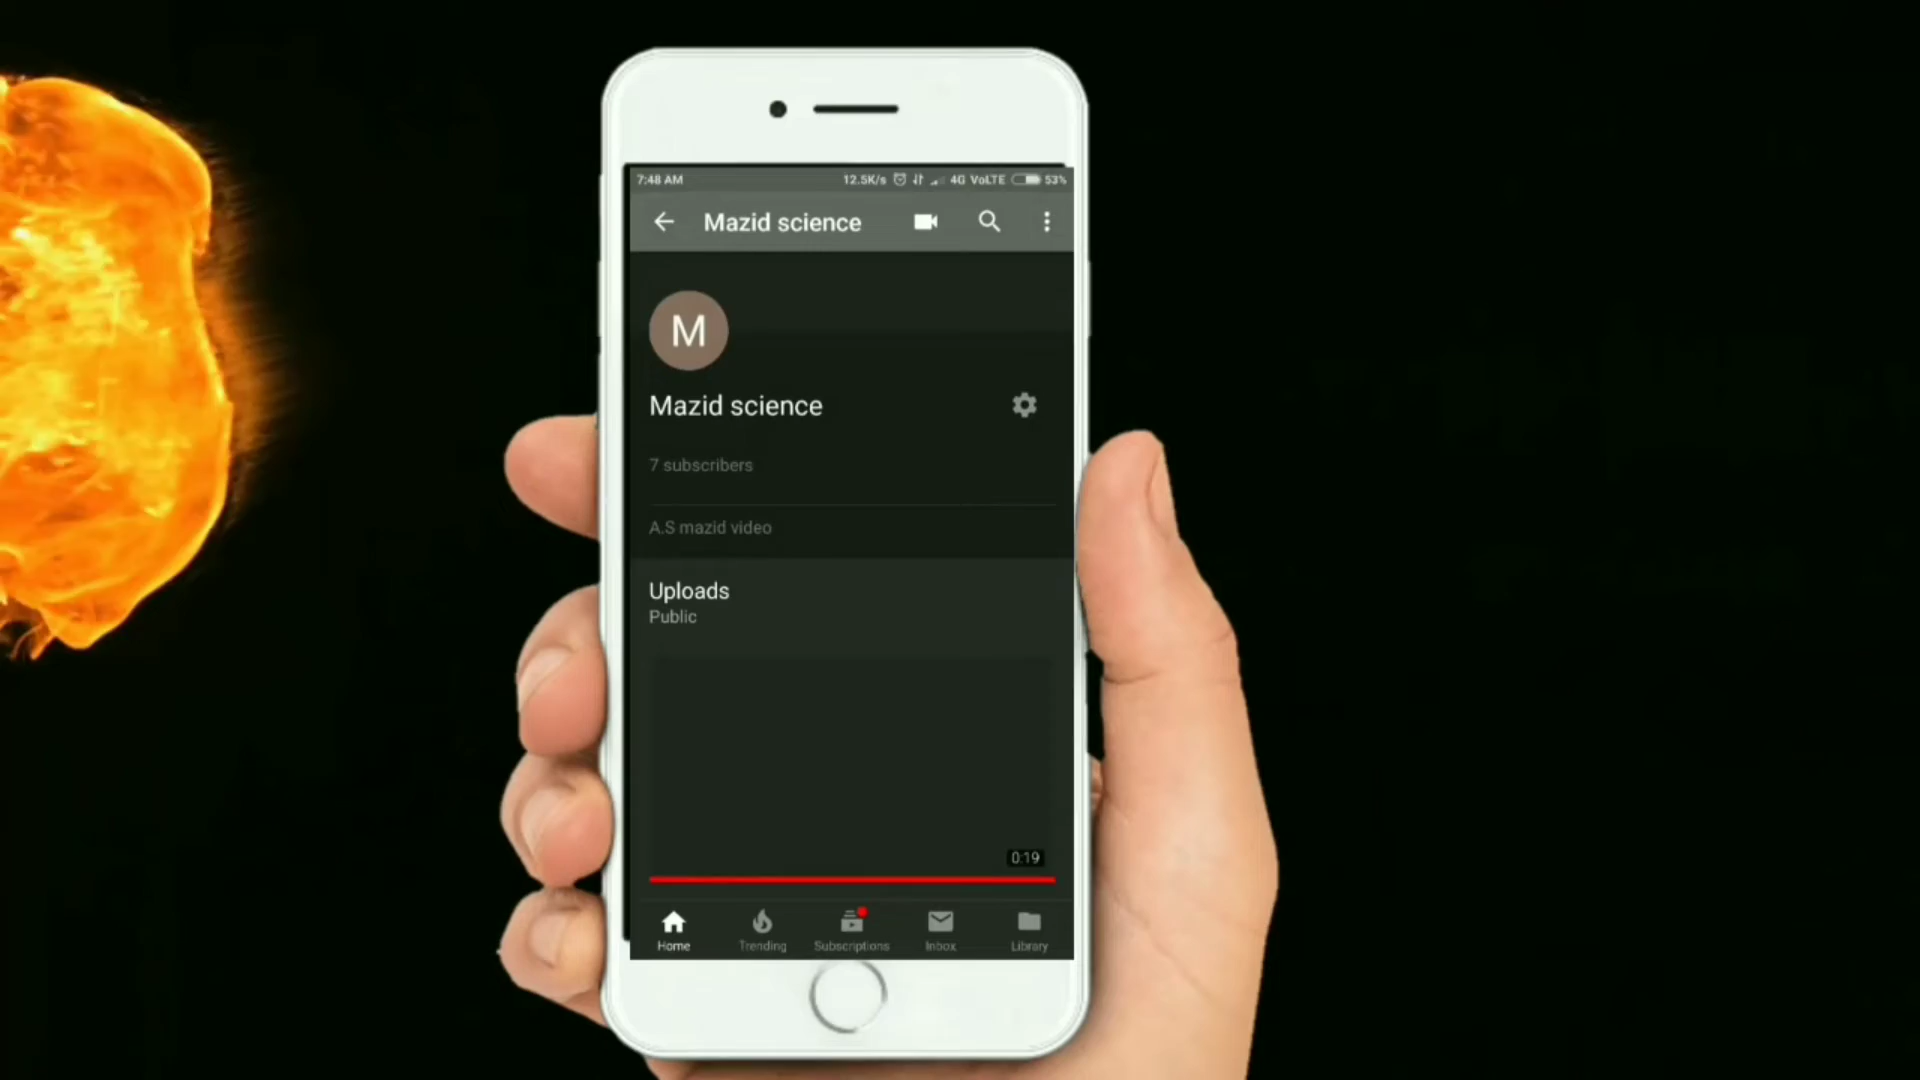 7:48 AM 12.5K/s 4G VoLTE 53%
Mazid science
M
Mazid science
7 subscribers
A.S mazid video
Uploads
Public
0:19
Home Trending Subscriptions Inbox Library